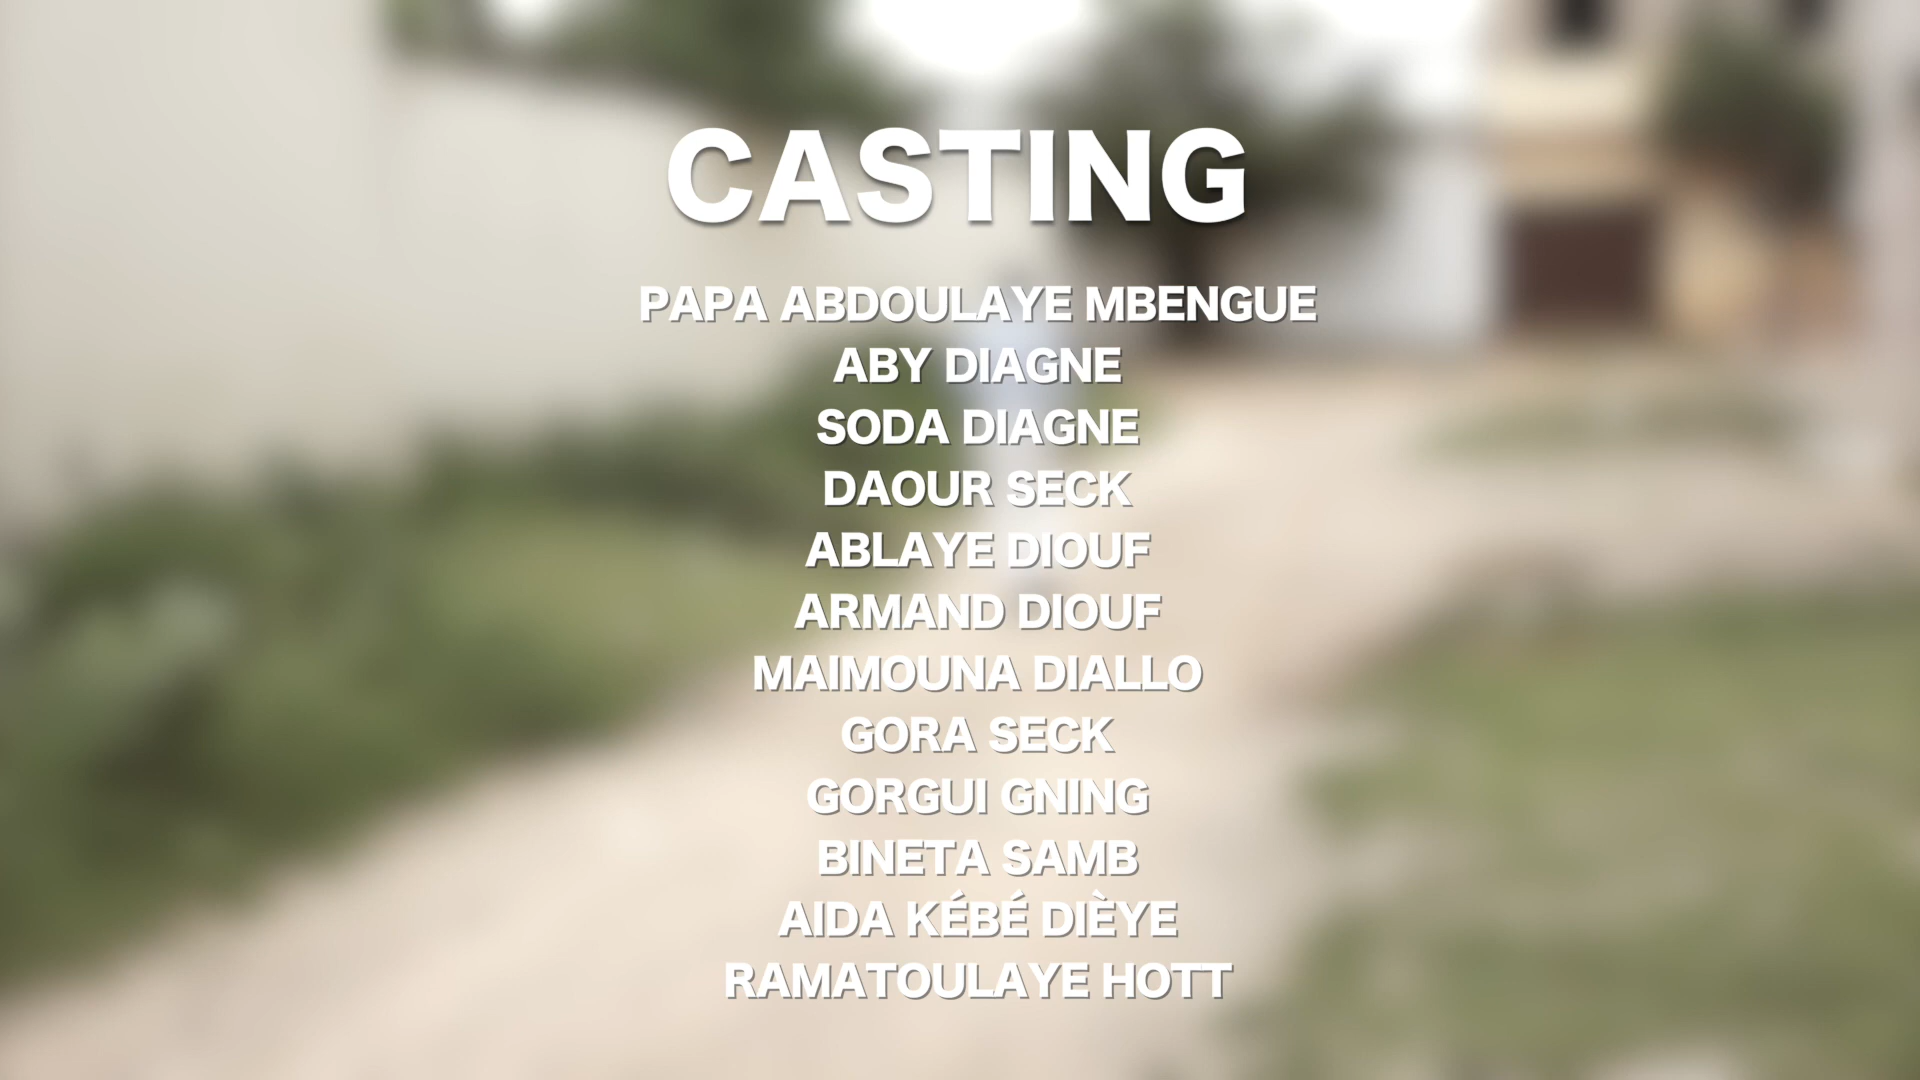 CASTING
PAPA ABDOULAYE MBENGUE
ABY DIAGNE
SODA DIAGNE
DAOUR SECK
ABLAYE DIOUF
ARMAND DIOUF
MAIMOUNA DIALLO
GORA SECK
GORGUI GNING
BINETA SAMB
AIDA KÉBÉ DIÈYE
RAMATOULAYE HOTT